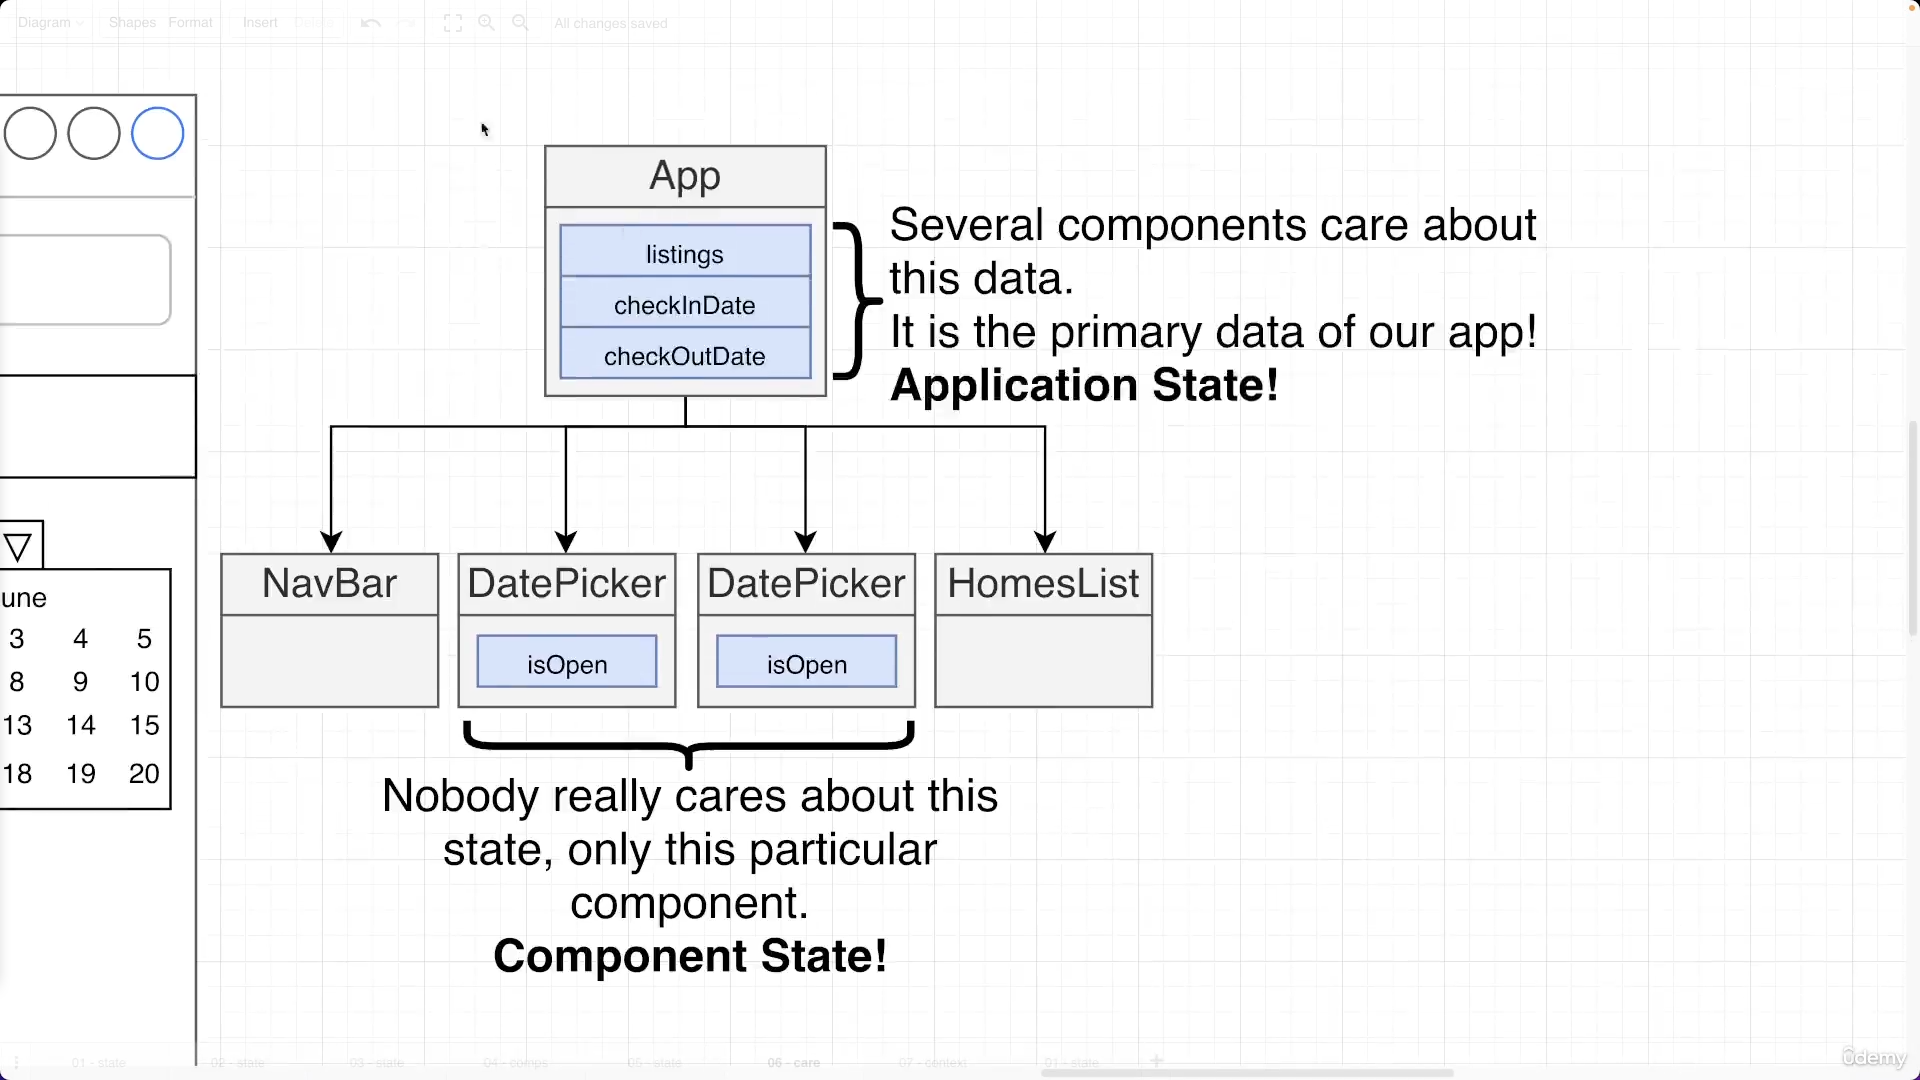 Diagram Shapes Format Insert Delete All changes saved
App
listings
checkInDate
checkOutDate
Several components care about
this data.
It is the primary data of our app!
Application State!
NavBar
DatePicker
DatePicker
HomesList
isOpen
isOpen
Nobody really cares about this
state, only this particular
component.
Component State!
une
3 4 5
8 9 10
13 14 15
18 19 20
01 - state 02 - state 03 - state 04 - comps 05 - state 06 - care 07 - context 01 - state
ûdemy